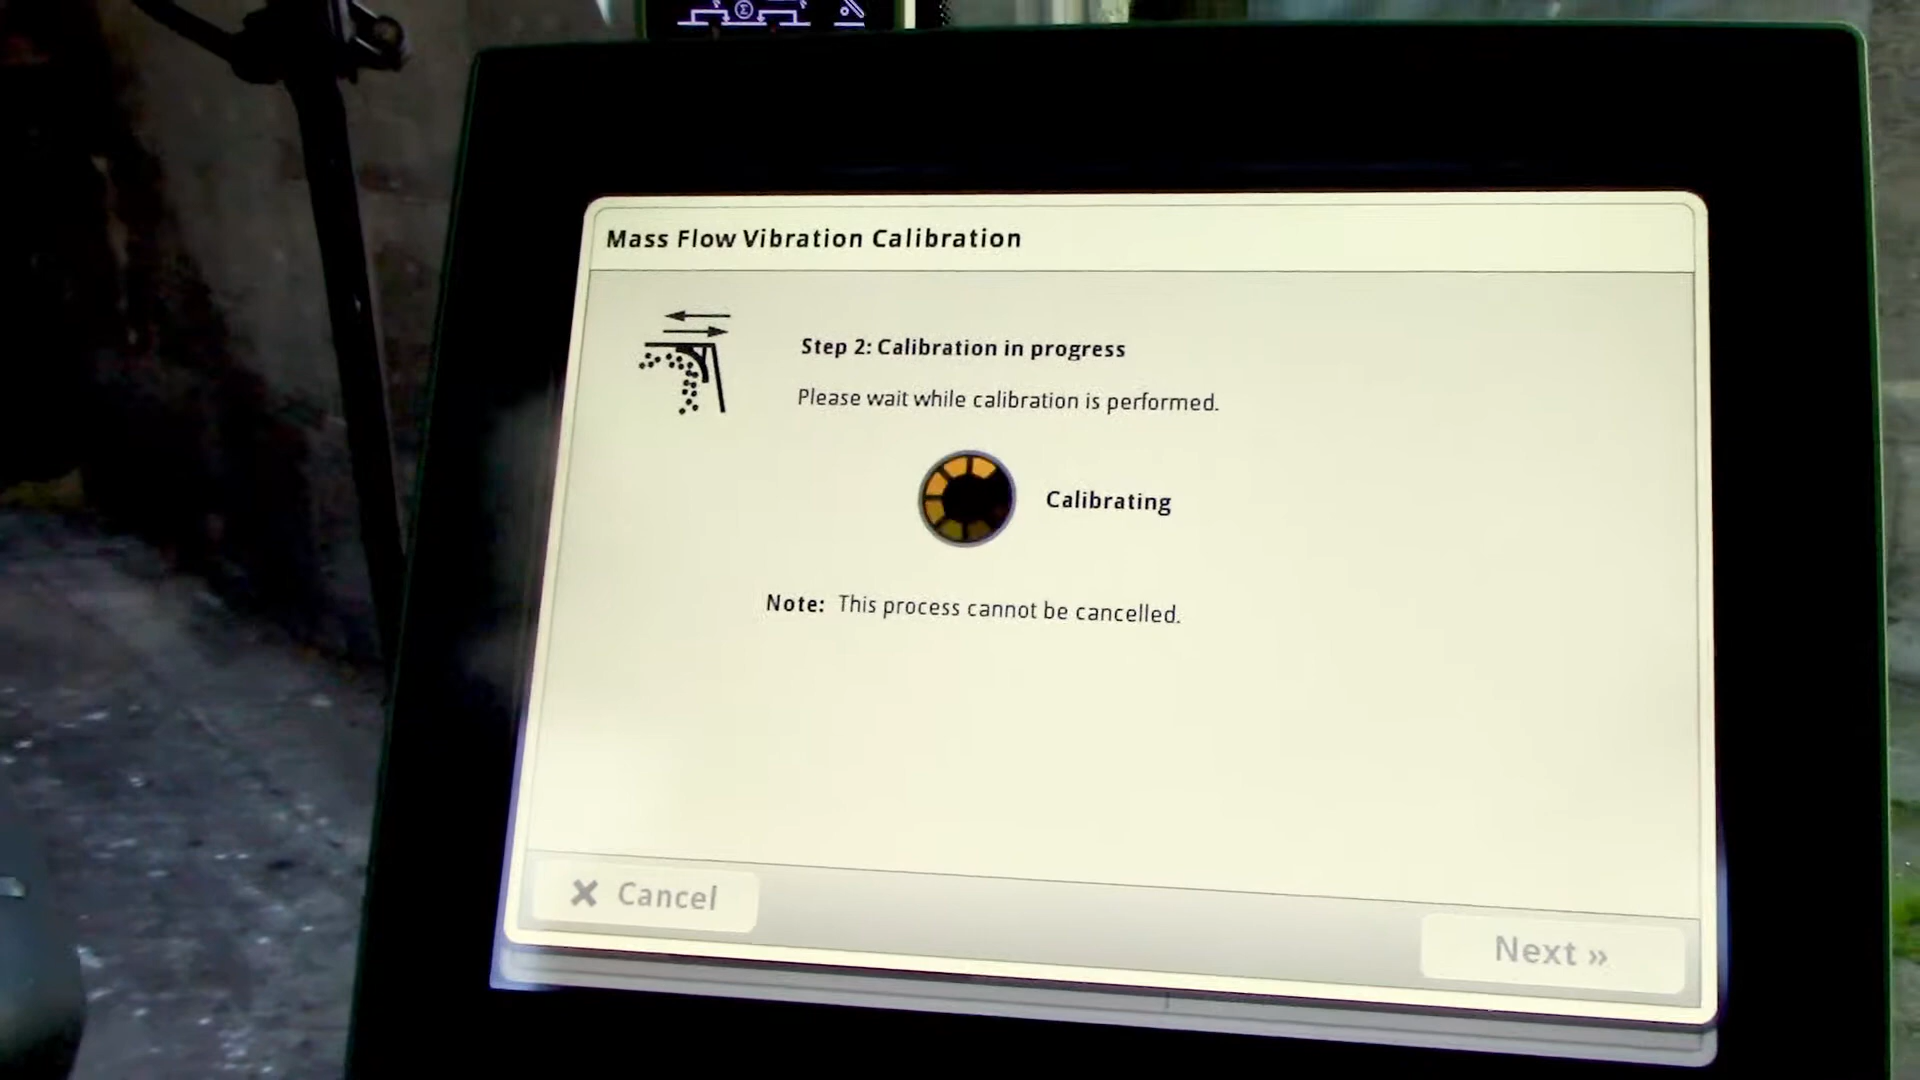 Mass Flow Vibration Calibration
Step 2: Calibration in progress
Please wait while calibration is performed.
Calibrating
Note: This process cannot be cancelled.
Cancel
Next »